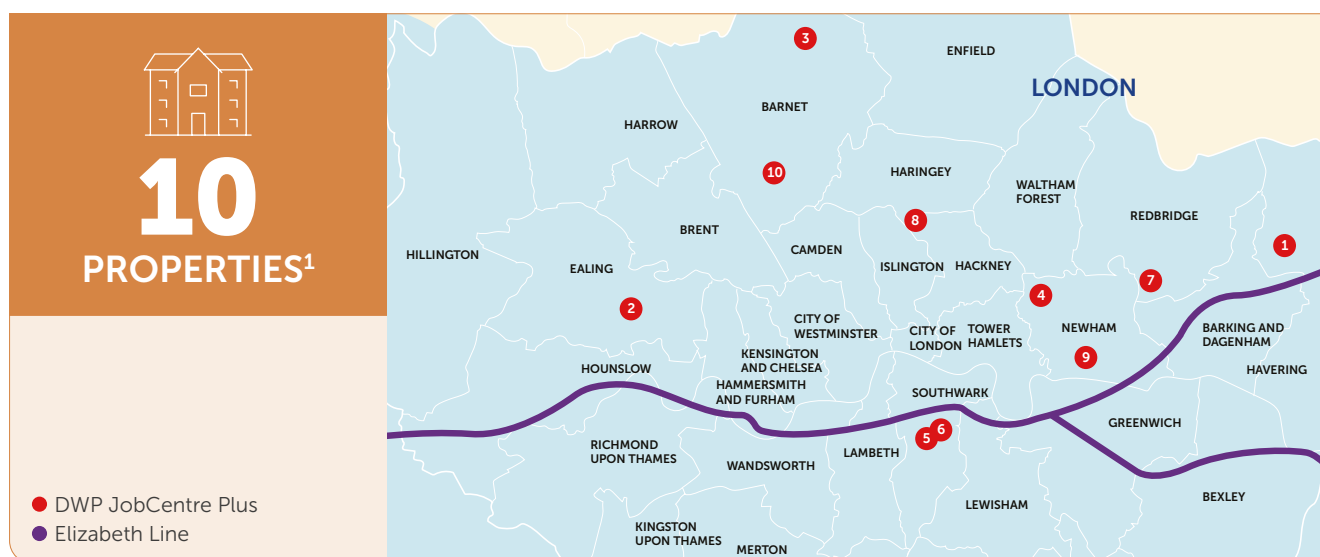 10
PROPERTIES¹
DWP JobCentre Plus
Elizabeth Line
3
ENFIELD
LONDON
BARNET
HARROW
10
HARINGEY
WALTHAM
FOREST
REDBRIDGE
8
BRENT
CAMDEN
1
HILLINGTON
EALING
ISLINGTON
HACKNEY
7
4
2
CITY OF
WESTMINSTER
CITY OF
LONDON
TOWER
HAMLETS
NEWHAM
BARKING AND
DAGENHAM
KENSINGTON
AND CHELSEA
9
HOUNSLOW
HAVERING
HAMMERSMITH
AND FURHAM
SOUTHWARK
GREENWICH
6
5
RICHMOND
UPON THAMES
LAMBETH
WANDSWORTH
BEXLEY
LEWISHAM
KINGSTON
UPON THAMES
MERTON